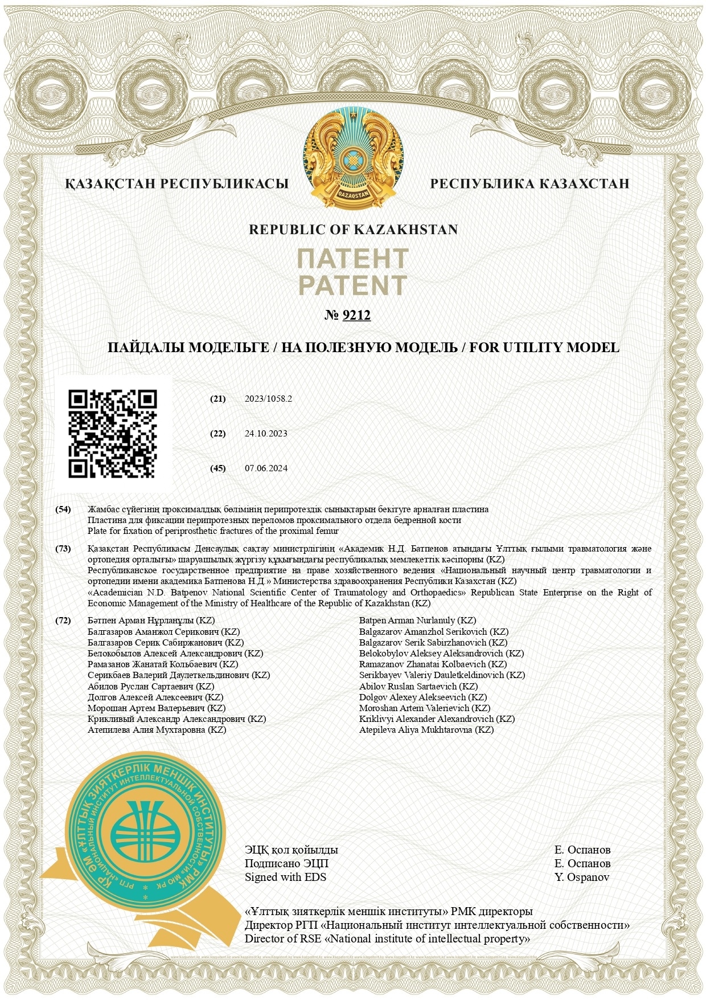 ҚАЗАҚСТАН РЕСПУБЛИКАСЫ
РЕСПУБЛИКА КАЗАХСТАН
QAZAQSTAN
REPUBLIC OF KAZAKHSTAN
ПАТЕНТ
PATENT
№ 9212
ПАЙДАЛЫ МОДЕЛЬГЕ / НА ПОЛЕЗНУЮ МОДЕЛЬ / FOR UTILITY MODEL
(21) 2023/1058.2
(22) 24.10.2023
(45) 07.06.2024
(54) Жамбас сүйегінің проксималдық бөлімінің перипротездік сынықтарын бекітуге арналған пластина
Пластина для фиксации перипротезных переломов проксимального отдела бедренной кости
Plate for fixation of periprosthetic fractures of the proximal femur
(73) Қазақстан Республикасы Денсаулық сақтау министрлігінің «Академик Н.Д. Батпенов атындағы Ұлттық ғылыми травматология және
ортопедия орталығы» шаруашылық жүргізу құқығындағы республикалық мемлекеттік кәсіпорны (KZ)
Республиканское государственное предприятие на праве хозяйственного ведения «Национальный научный центр травматологии и
ортопедии имени академика Батпенова Н.Д.» Министерства здравоохранения Республики Казахстан (KZ)
«Academician N.D. Batpenov National Scientific Center of Traumatology and Orthopaedics» Republican State Enterprise on the Right of
Economic Management of the Ministry of Healthcare of the Republic of Kazakhstan (KZ)
(72) Бәтпен Арман Нұрланұлы (KZ) Batpen Arman Nurlanuly (KZ)
Балгазаров Аманжол Серикович (KZ) Balgazarov Amanzhol Serikovich (KZ)
Балгазаров Серик Сабиржанович (KZ) Balgazarov Serik Sabirzhanovich (KZ)
Белокобылов Алексей Александрович (KZ) Belokobylov Aleksey Aleksandrovich (KZ)
Рамазанов Жанатай Кольбаевич (KZ) Ramazanov Zhanatai Kolbaevich (KZ)
Серикбаев Валерий Даулеткельдинович (KZ) Serikbayev Valeriy Dauletkeldinovich (KZ)
Абилов Руслан Сартаевич (KZ) Abilov Ruslan Sartaevich (KZ)
Долгов Алексей Алексеевич (KZ) Dolgov Alexey Alekseevich (KZ)
Морошан Артем Валерьевич (KZ) Moroshan Artem Valerievich (KZ)
Крикливый Александр Александрович (KZ) Kriklivyi Alexander Alexandrovich (KZ)
Атепилева Алия Мухтаровна (KZ) Atepileva Aliya Mukhtarovna (KZ)
ҚР ӘМ «ҰЛТТЫҚ ЗИЯТКЕРЛІК МЕНШІК ИНСТИТУТЫ» РМК
РГП «НАЦИОНАЛЬНЫЙ ИНСТИТУТ ИНТЕЛЛЕКТУАЛЬНОЙ СОБСТВЕННОСТИ» МЮ РК
ЭЦҚ қол қойылды Е. Оспанов
Подписано ЭЦП Е. Оспанов
Signed with EDS Y. Ospanov
«Ұлттық зияткерлік меншік институты» РМК директоры
Директор РГП «Национальный институт интеллектуальной собственности»
Director of RSE «National institute of intellectual property»